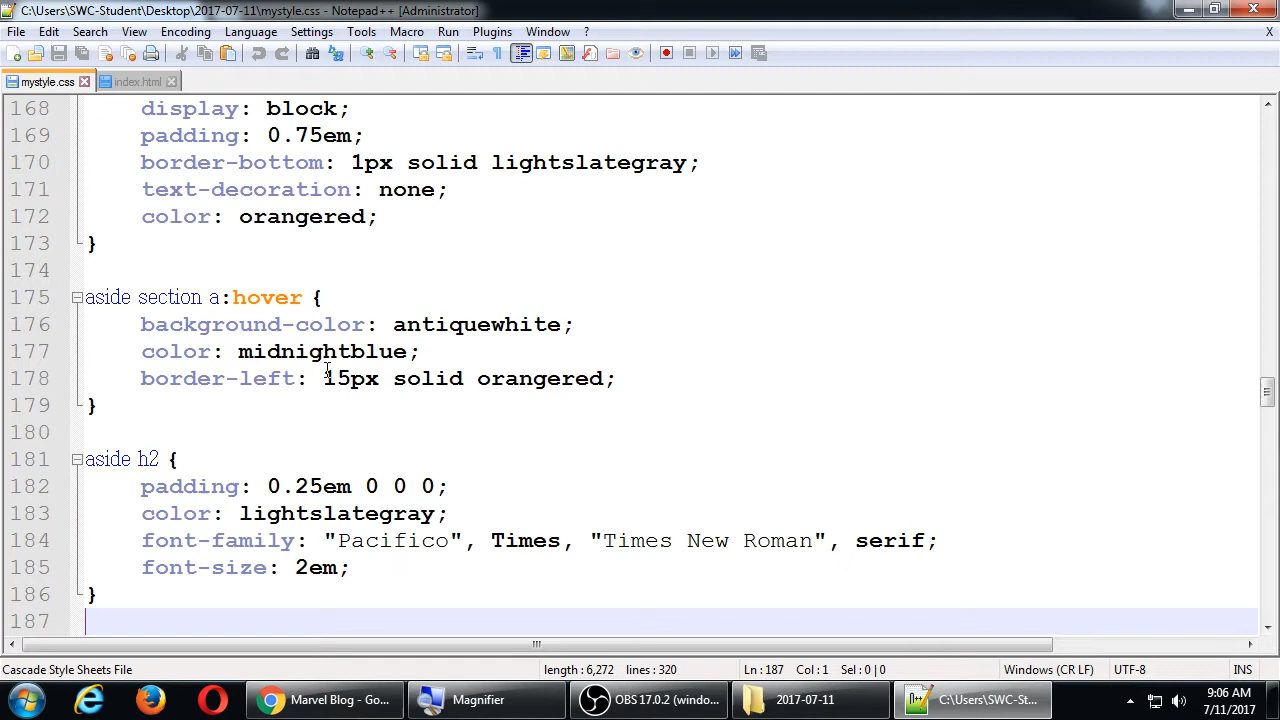 C:\Users\SWC-Student\Desktop\2017-07-11\mystyle.css - Notepad++ [Administrator]
File Edit Search View Encoding Language Settings Tools Macro Run Plugins Window ? X
mystyle.css index.html
168 display: block;
169 padding: 0.75em;
170 border-bottom: 1px solid lightslategray;
171 text-decoration: none;
172 color: orangered;
173 }
174
175 aside section a:hover {
176 background-color: antiquewhite;
177 color: midnightblue;
178 border-left: 15px solid orangered;
179 }
180
181 aside h2 {
182 padding: 0.25em 0 0 0;
183 color: lightslategray;
184 font-family: "Pacifico", Times, "Times New Roman", serif;
185 font-size: 2em;
186 }
187
Cascade Style Sheets File length : 6,272 lines : 320 Ln : 187 Col : 1 Sel : 0 | 0 Windows (CR LF) UTF-8 INS
Marvel Blog - Go... Magnifier OBS 17.0.2 (windo... 2017-07-11 C:\Users\SWC-St...
9:06 AM
7/11/2017